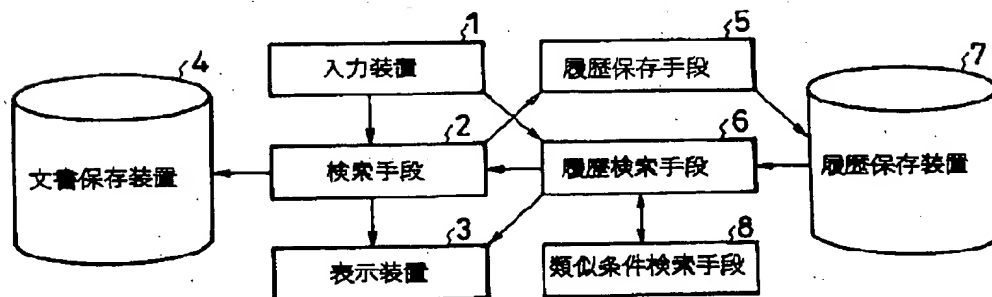 1
入力装置
5
履歴保存手段
4
文書保存装置
2
検索手段
6
履歴検索手段
7
履歴保存装置
3
表示装置
8
類似条件検索手段